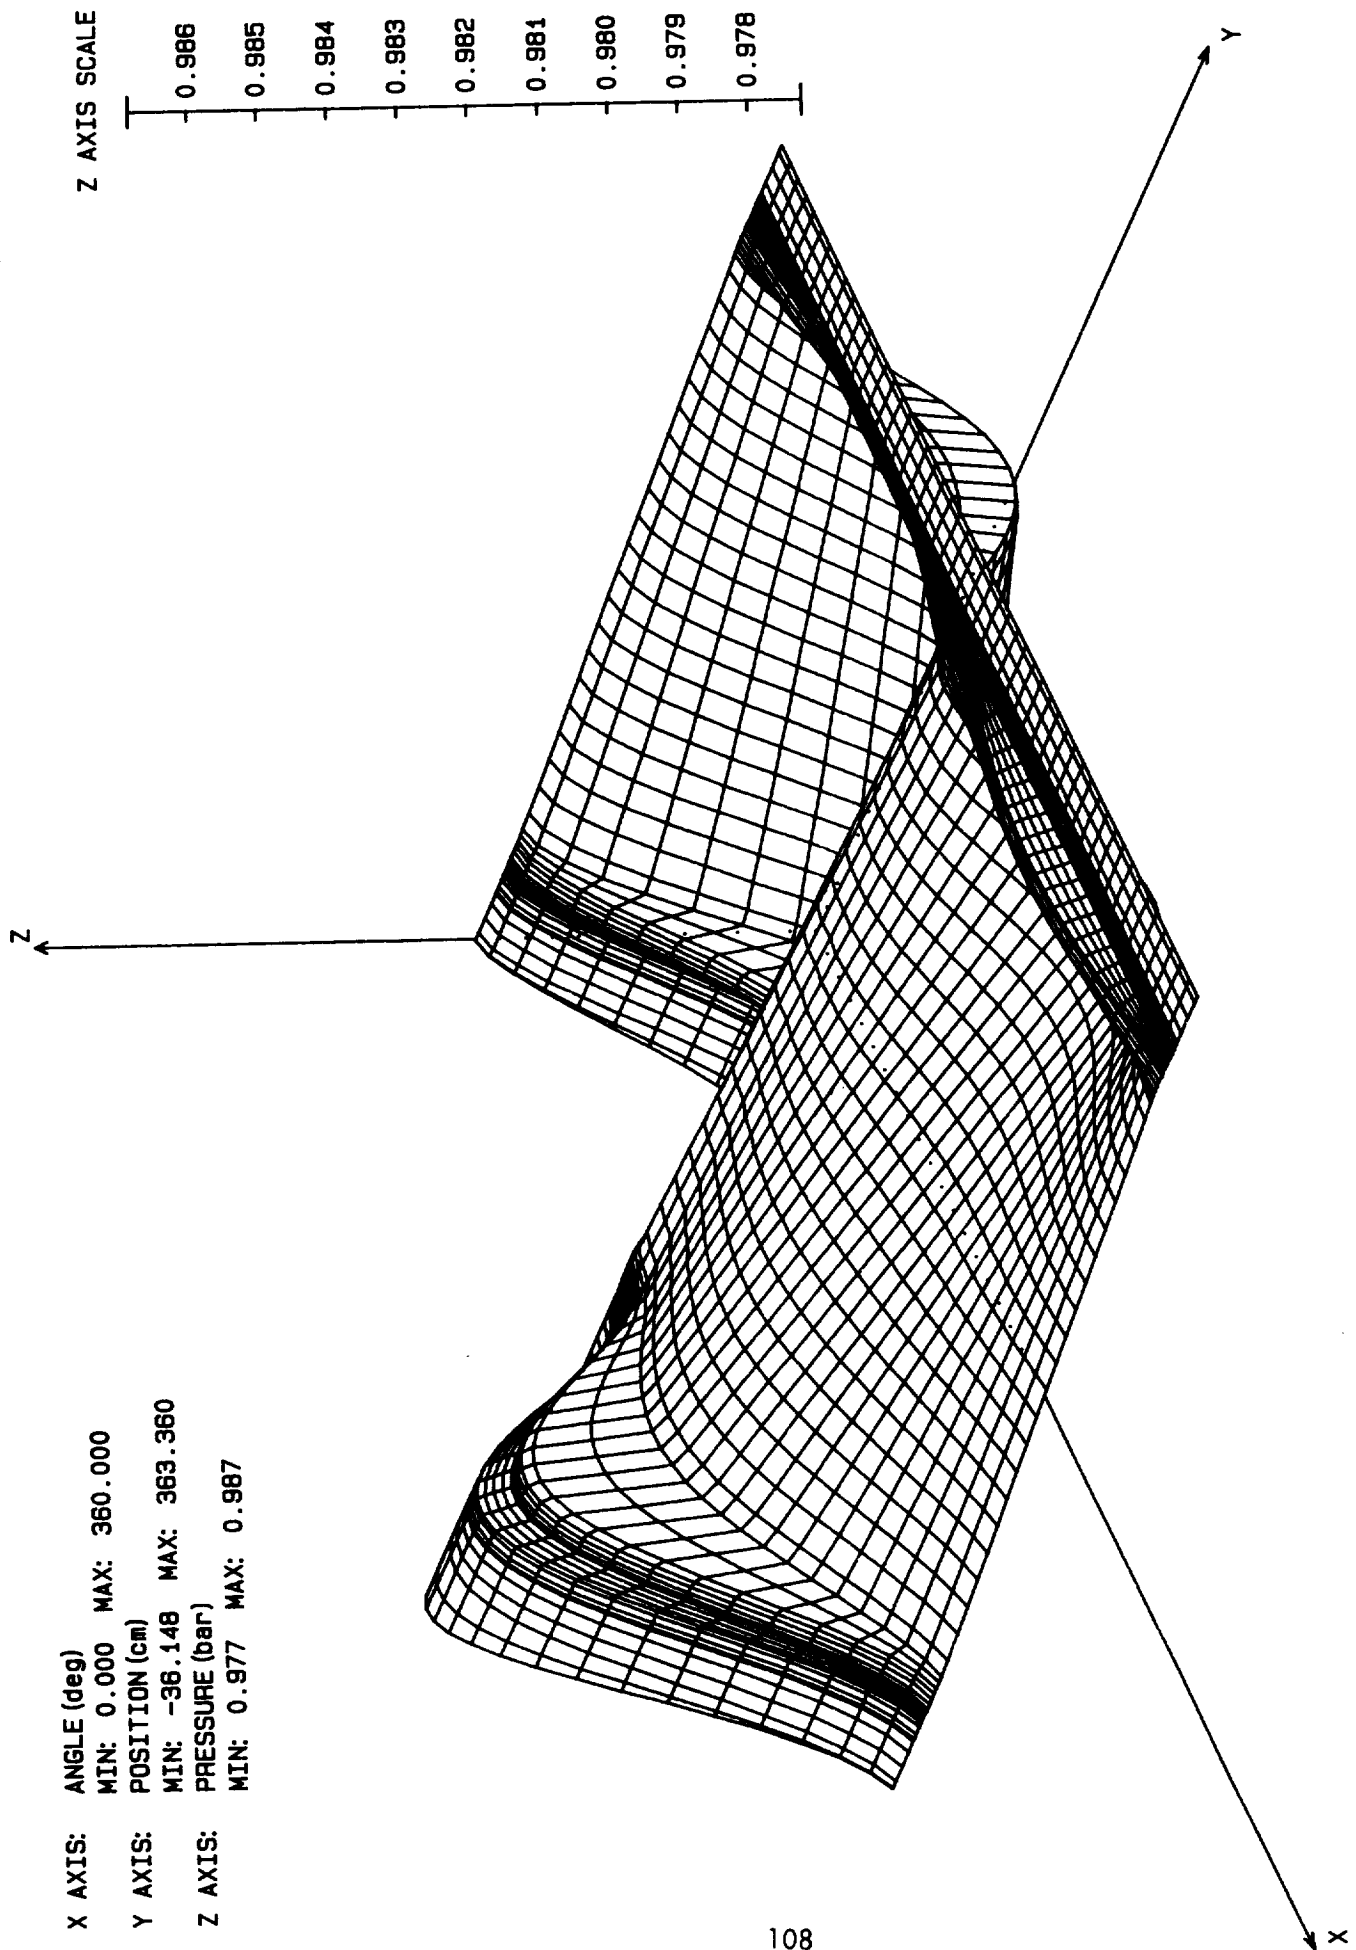 X AXIS: ANGLE (deg)
MIN: 0.000 MAX: 360.000
Y AXIS: POSITION (cm)
MIN: -36.148 MAX: 363.360
Z AXIS: PRESSURE (bar)
MIN: 0.977 MAX: 0.987
Z AXIS SCALE
0.986
0.985
0.984
0.983
0.982
0.981
0.980
0.979
0.978
Z
Y
X
108